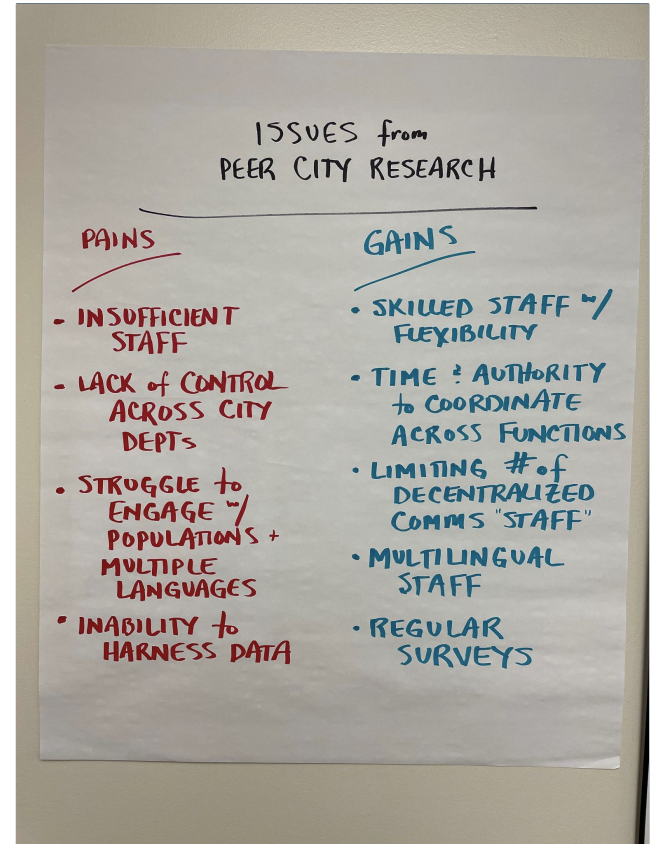 ISSUES from
PEER CITY RESEARCH
PAINS
- INSUFFICIENT
STAFF
- LACK of CONTROL
ACROSS CITY
DEPTs
• STRUGGLE to
ENGAGE w/
POPULATIONS +
MULTIPLE
LANGUAGES
• INABILITY to
HARNESS DATA
GAINS
• SKILLED STAFF w/
FLEXIBILITY
• TIME & AUTHORITY
to COORDINATE
ACROSS FUNCTIONS
• LIMITING # of
DECENTRALIZED
COMMS "STAFF"
• MULTILINGUAL
STAFF
• REGULAR
SURVEYS